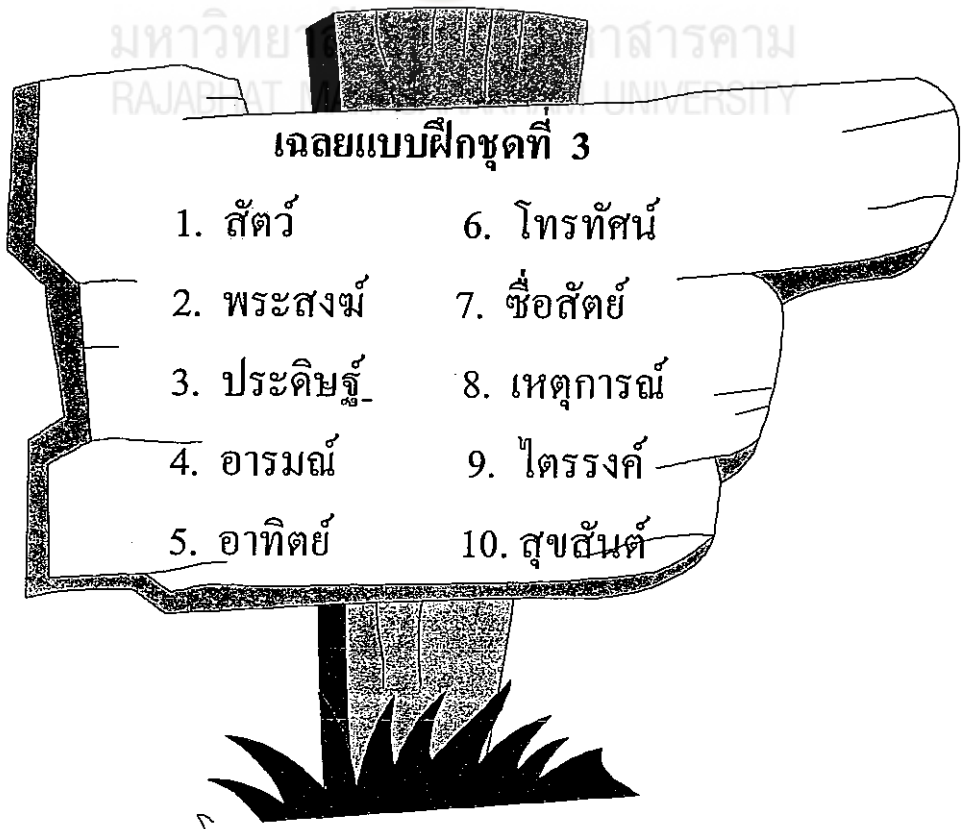 มหาวิทยาลัยราชภัฏมหาสารคาม
RAJABHAT MAHASARAKHAM UNIVERSITY
เฉลยแบบฝึกชุดที่ 3
1. สัตว์ 6. โทรทัศน์
2. พระสงฆ์ 7. ซื่อสัตย์
3. ประดิษฐ์_ 8. เหตุการณ์
4. อารมณ์ 9. ไตรรงค์
5. อาทิตย์ 10. สุขสันต์